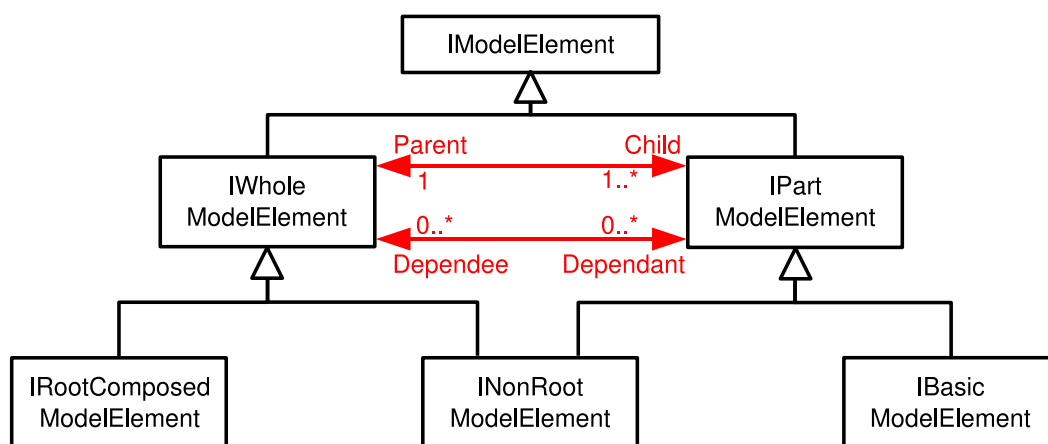 IModelElement
Parent
Child
1
1..*
IWhole
ModelElement
IPart
ModelElement
0..*
0..*
Dependee
Dependant
IRootComposed
ModelElement
INonRoot
ModelElement
IBasic
ModelElement